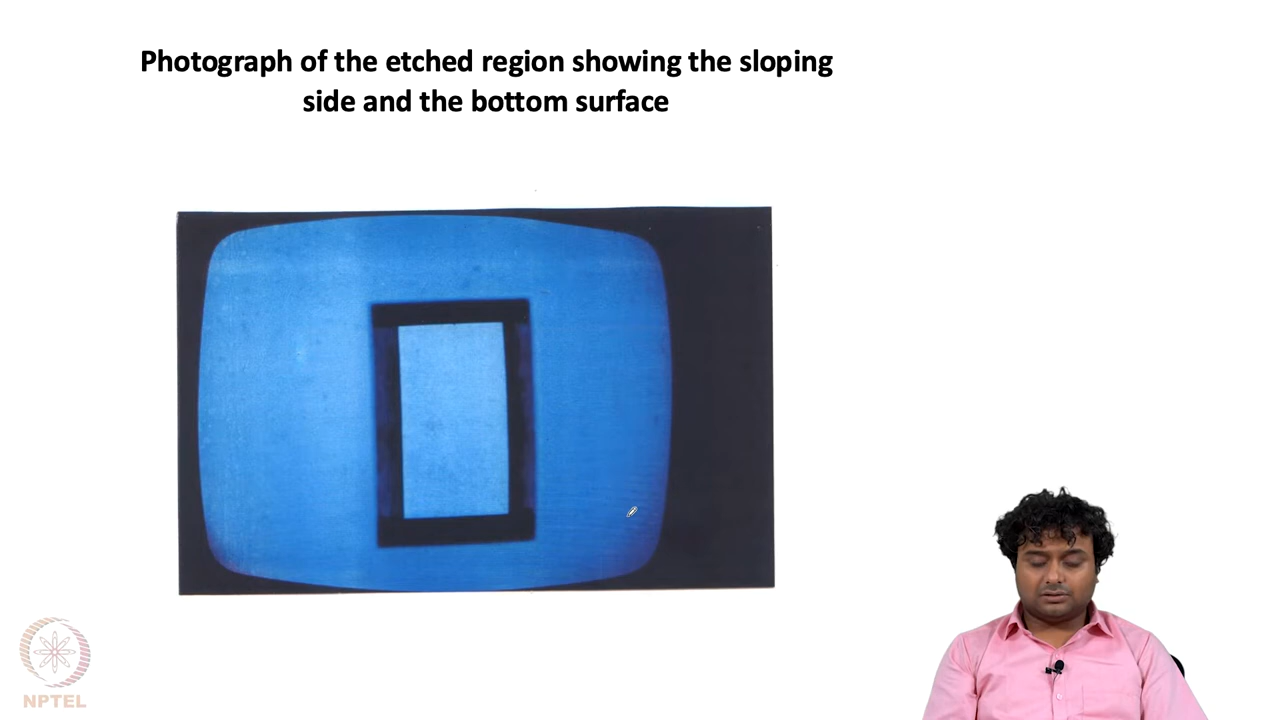 Photograph of the etched region showing the sloping
side and the bottom surface
NPTEL